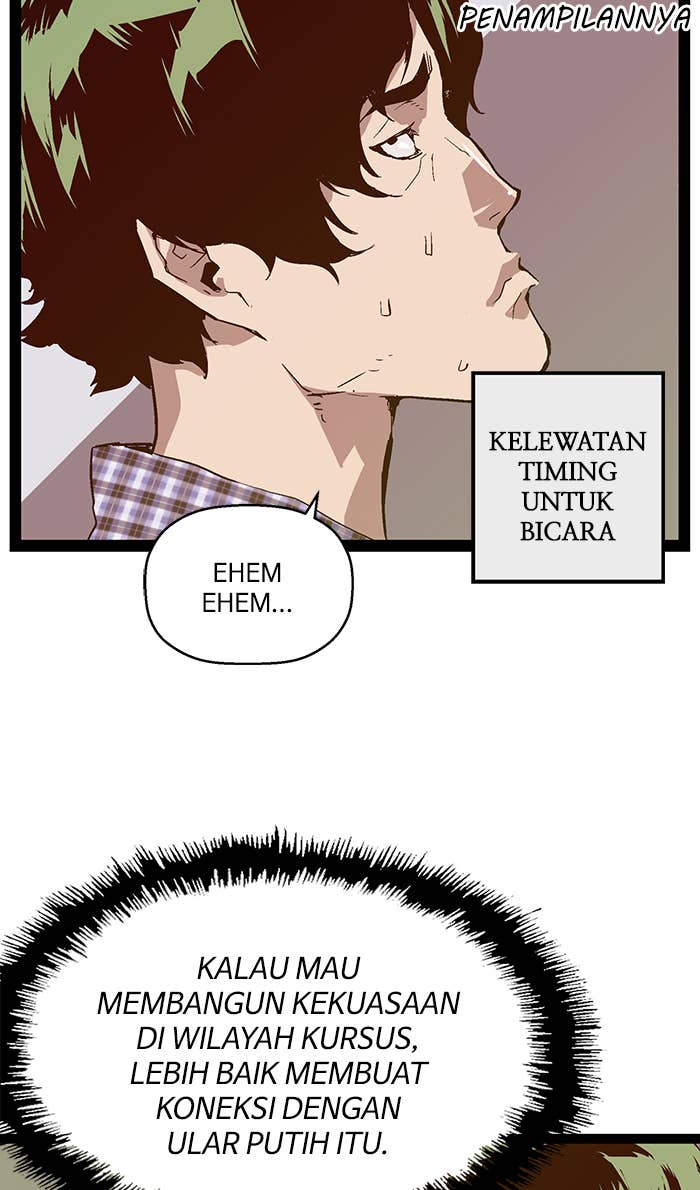 PENAMPILANNYA
KELEWATAN
TIMING
UNTUK
BICARA
EHEM
EHEM...
KALAU MAU
MEMBANGUN KEKUASAAN
DI WILAYAH KURSUS,
LEBIH BAIK MEMBUAT
KONEKSI DENGAN
ULAR PUTIH ITU.